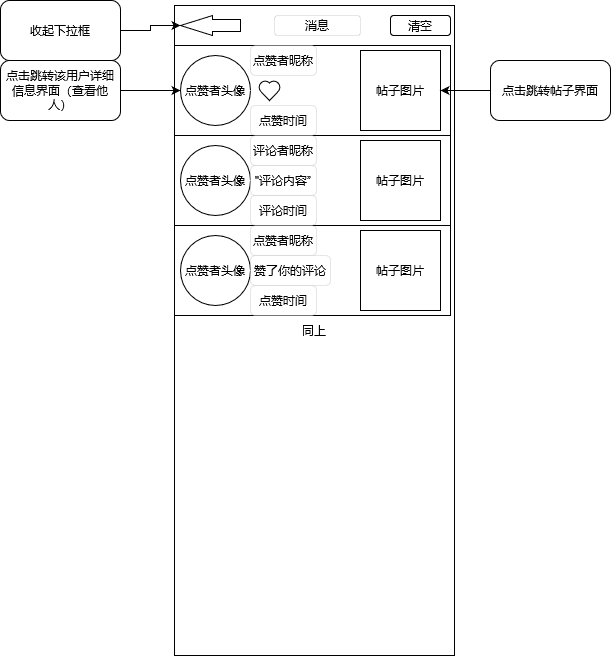 收起下拉框
消息
清空
点击跳转该用户详细
信息界面（查看他
人）
点赞者头像
点赞者昵称
点赞时间
帖子图片
点击跳转帖子界面
点赞者头像
评论者昵称
"评论内容”
评论时间
帖子图片
点赞者头像
点赞者昵称
赞了你的评论
点赞时间
帖子图片
同上